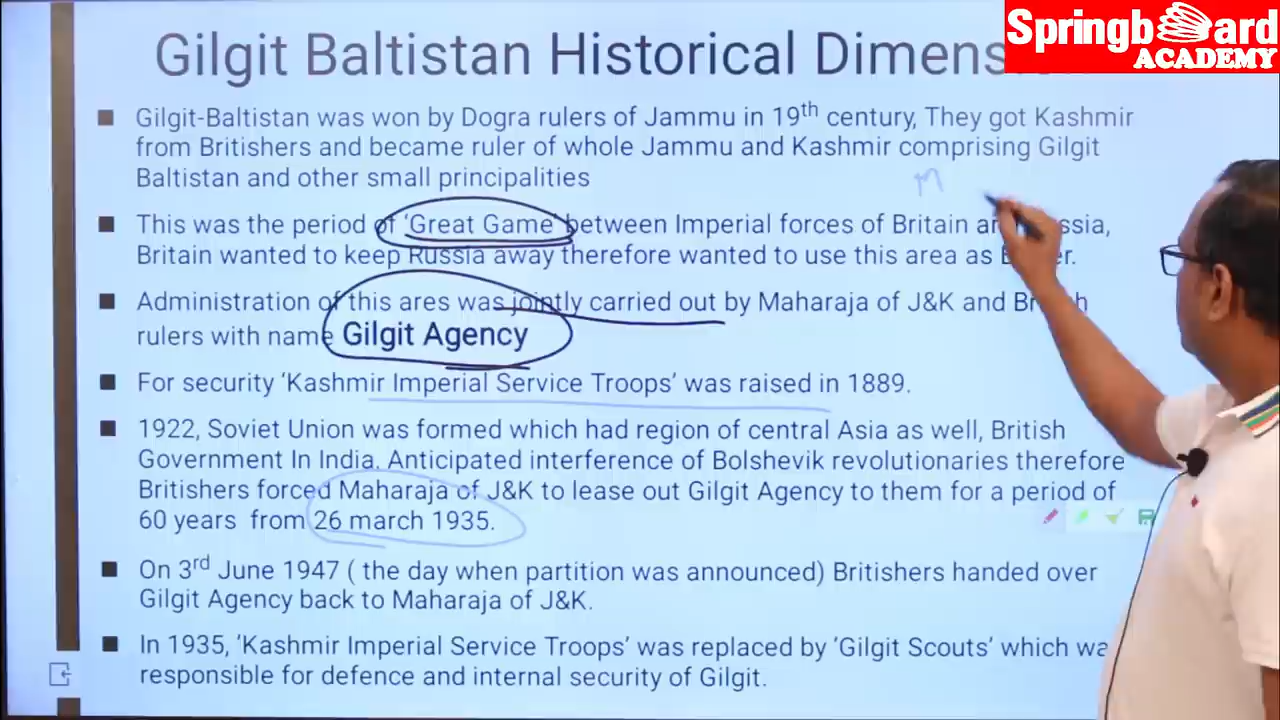 Springboard
ACADEMY
Gilgit Baltistan Historical
Gilgit-Baltistan was won by Dogra rulers of Jammu in 19th century, They got Kashmir
from Britishers and became ruler of whole Jammu and Kashmir comprising Gilgit
Baltistan and other small principalities
This was the period of 'Great Game' between Imperial forces of Britain
Britain wanted to keep Russia away therefore wanted to use this area as
Administration of this ares was jointly carried out by Maharaja of J&K and
rulers with name Gilgit Agency
For security 'Kashmir Imperial Service Troops' was raised in 1889.
1922, Soviet Union was formed which had region of central Asia as well, British
Government In India. Anticipated interference of Bolshevik revolutionaries therefore
Britishers forced Maharaja of J&K to lease out Gilgit Agency to them for a period of
60 years from 26 march 1935.
On 3rd June 1947 ( the day when partition was announced) Britishers handed over
Gilgit Agency back to Maharaja of J&K.
In 1935, 'Kashmir Imperial Service Troops' was replaced by 'Gilgit Scouts' which
responsible for defence and internal security of Gilgit.